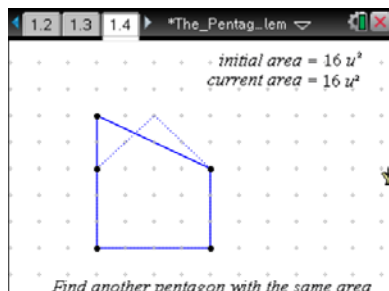 1.2 1.3 1.4 *The_Pentag...lem
initial area = 16 u²
current area = 16 u²
Find another pentagon with the same area